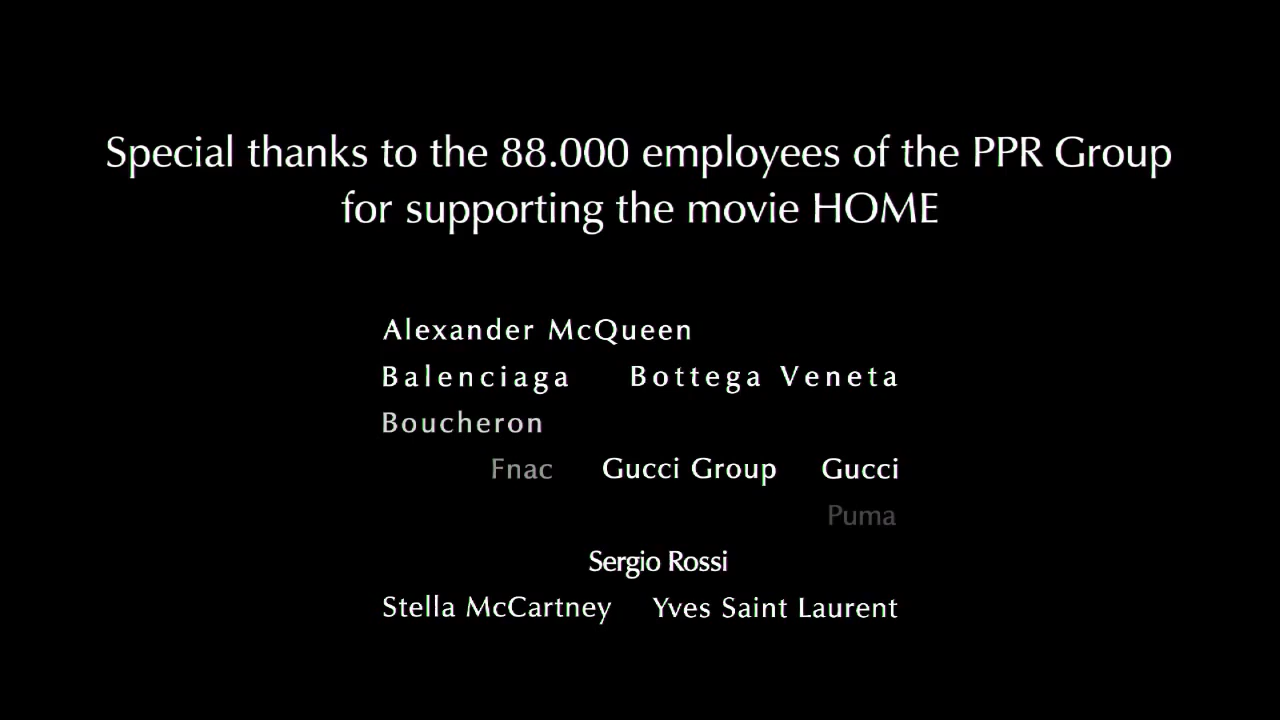 Special thanks to the 88.000 employees of the PPR Group
for supporting the movie HOME
Alexander McQueen
Balenciaga Bottega Veneta
Boucheron
Fnac Gucci Group Gucci
Puma
Sergio Rossi
Stella McCartney Yves Saint Laurent